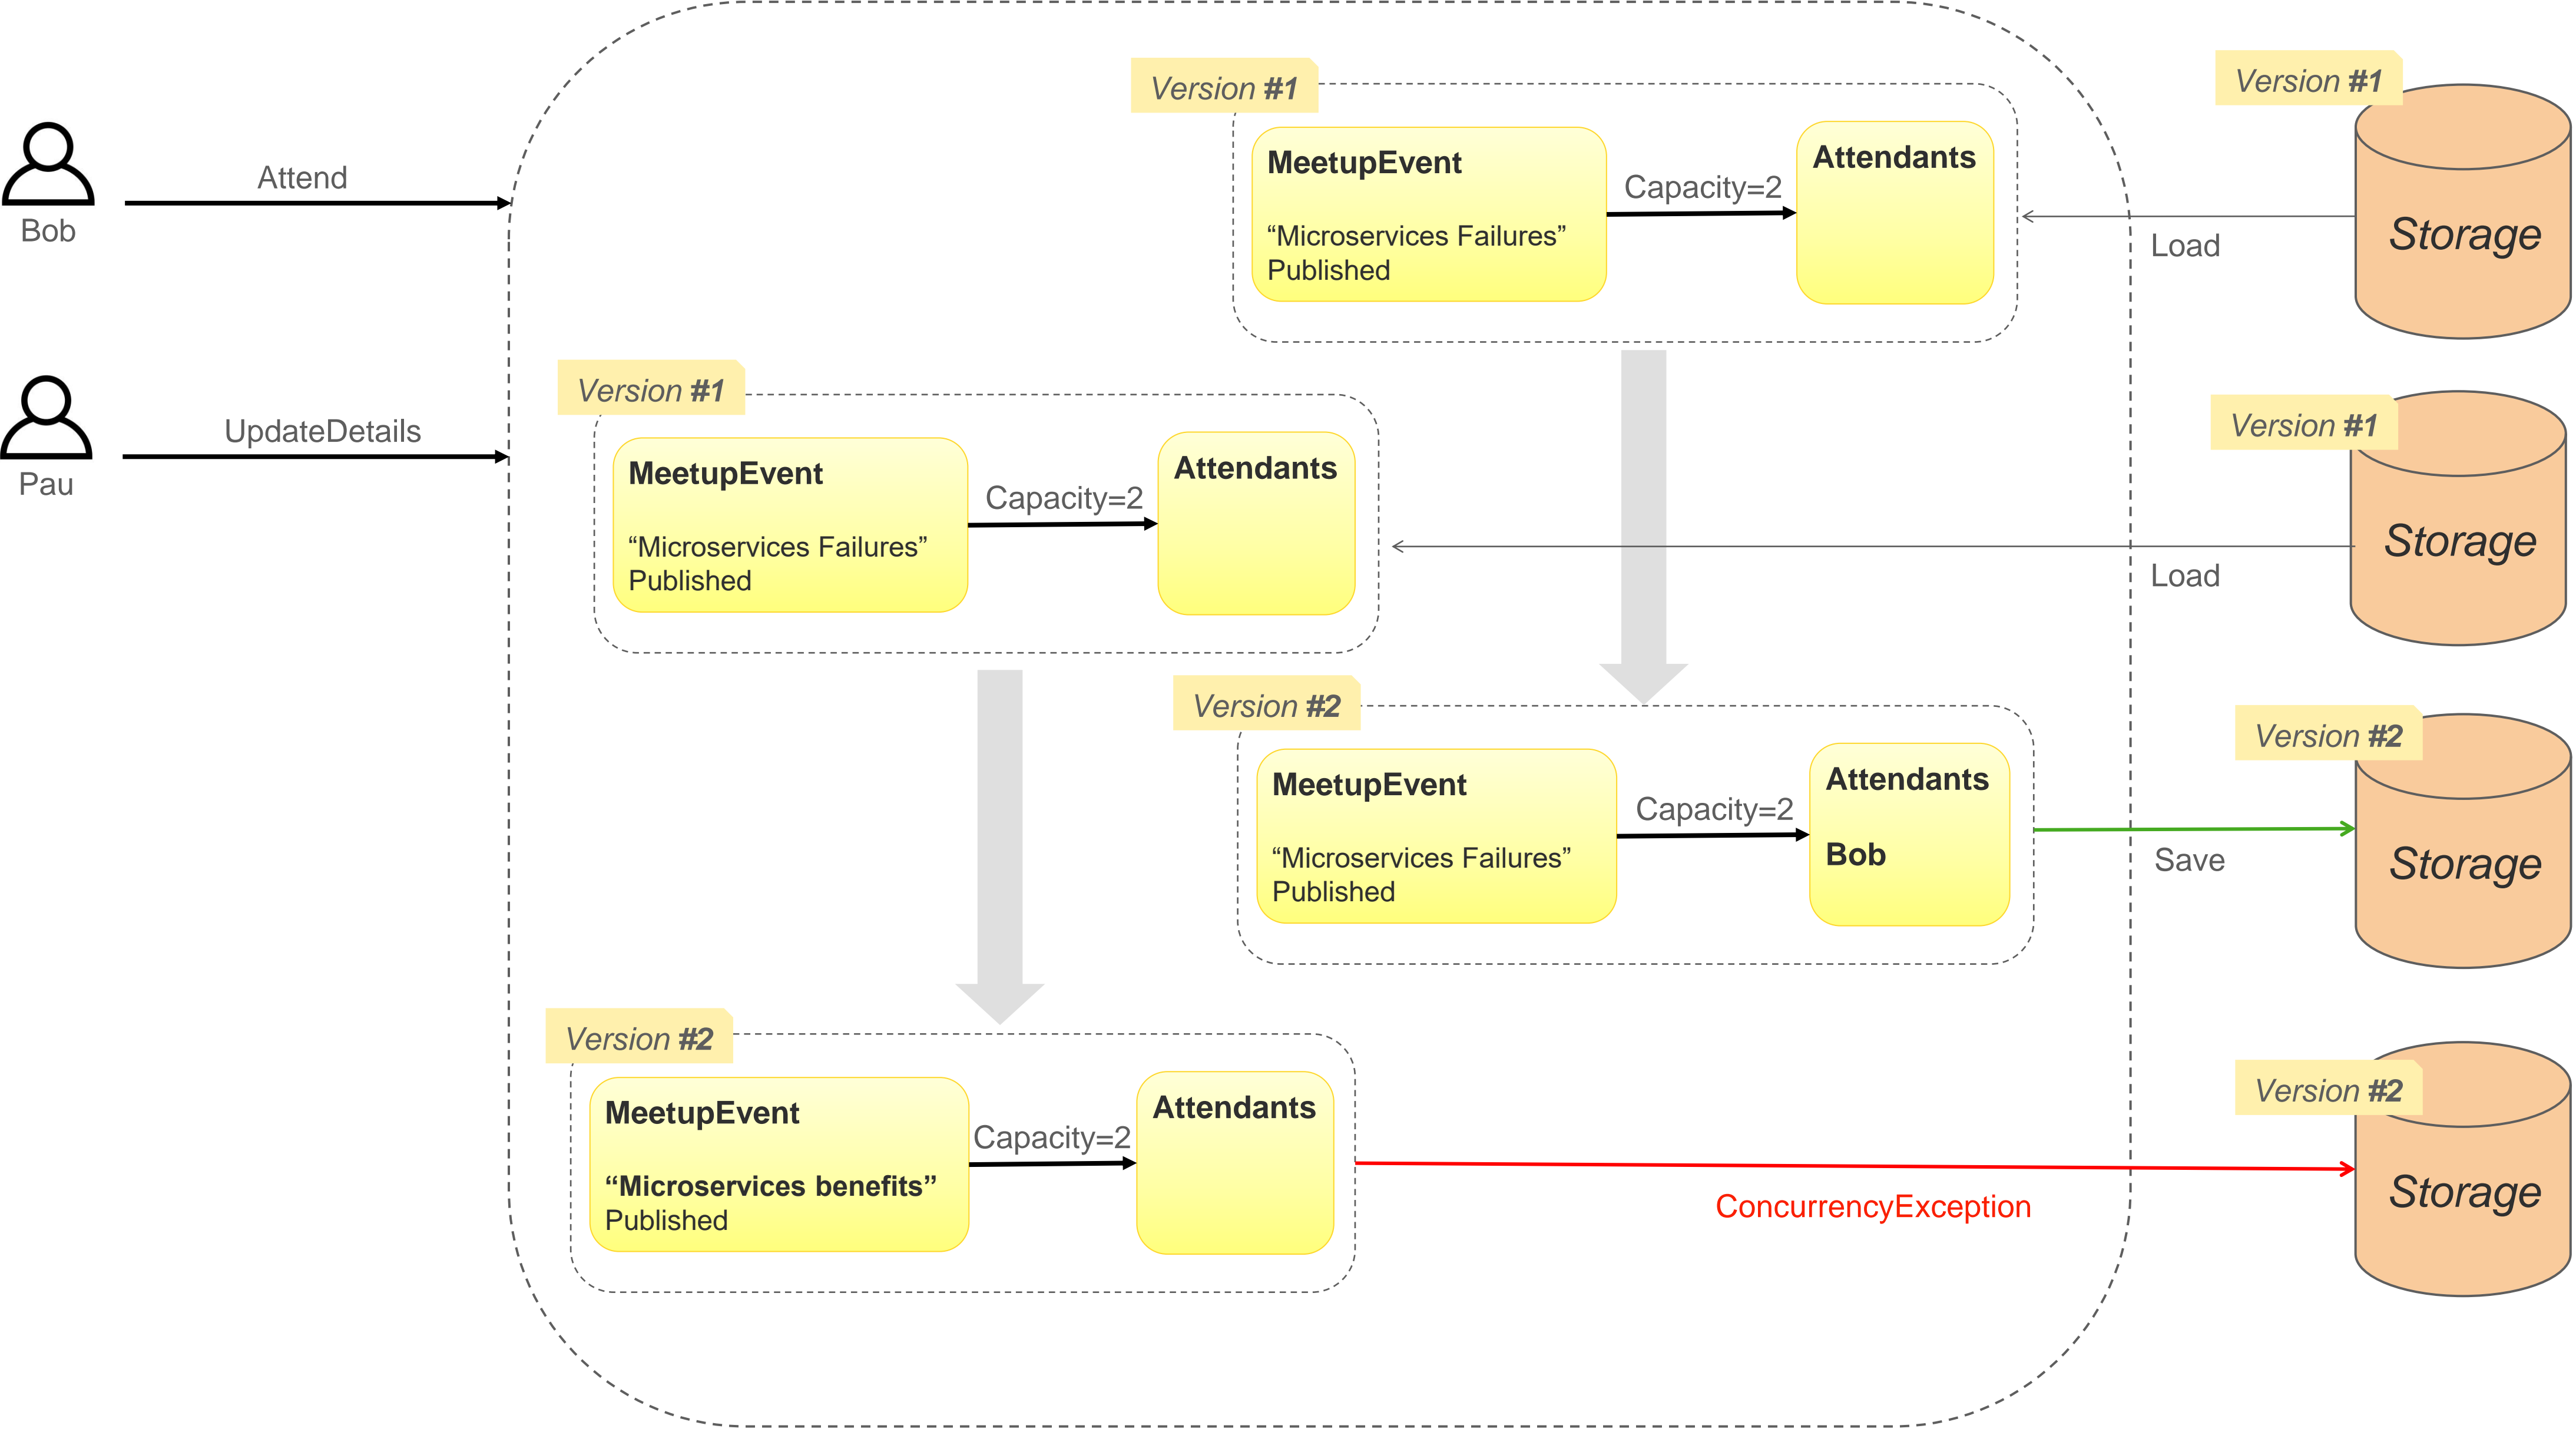 Version #1
Version #1
MeetupEvent
Attendants
Capacity=2
“Microservices Failures”
Published
Attend
Bob
Load
Storage
Version #1
Version #1
UpdateDetails
Pau
MeetupEvent
Attendants
Capacity=2
“Microservices Failures”
Published
Load
Storage
Version #2
Version #2
MeetupEvent
Attendants
Capacity=2
Bob
“Microservices Failures”
Published
Save
Storage
Version #2
Version #2
MeetupEvent
Attendants
Capacity=2
“Microservices benefits”
Published
ConcurrencyException
Storage